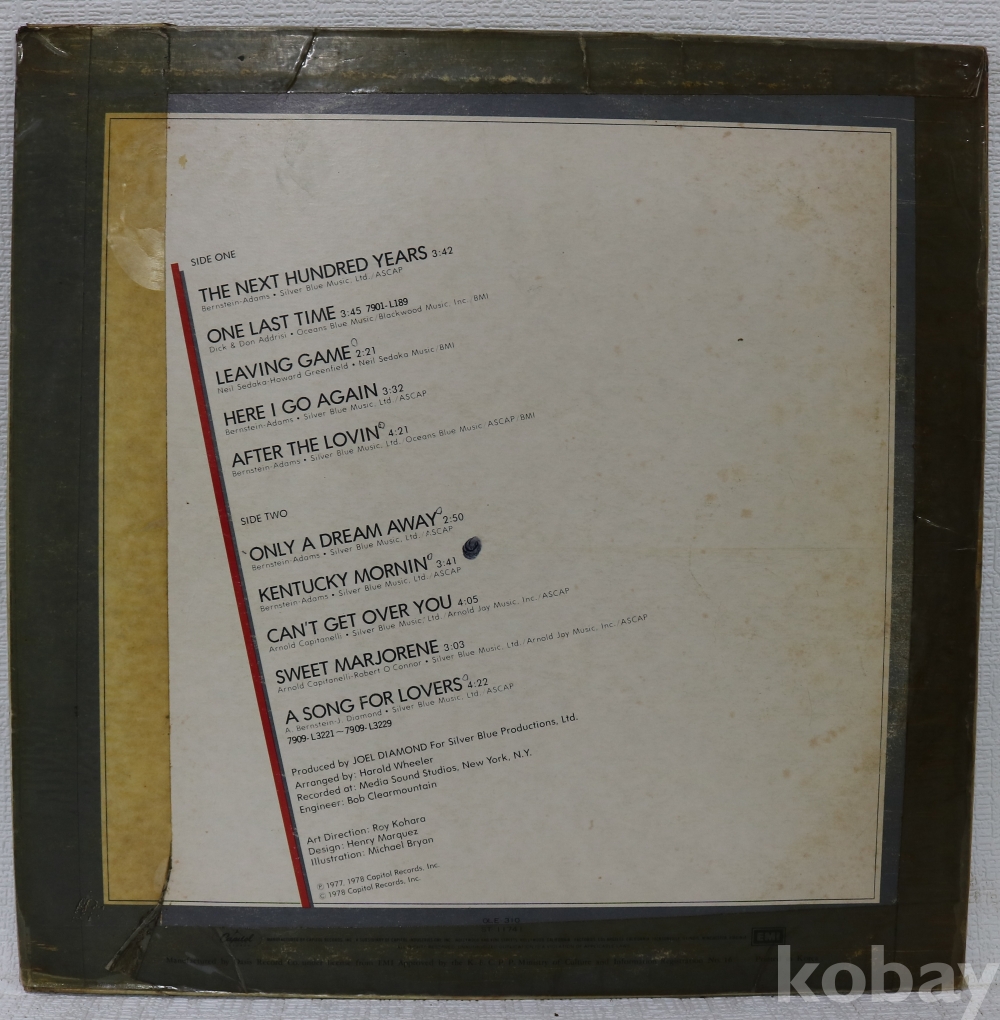 SIDE ONE
THE NEXT HUNDRED YEARS 3:42
Bernstein-Adams • Silver Blue Music, Ltd./ASCAP
ONE LAST TIME 3:45 7901-L189
Dick & Don Addrisi • Oceans Blue Music/Blackwood Music, Inc./BMI
LEAVING GAME 2:21
Neil Sedaka-Howard Greenfield • Neil Sedaka Music/BMI
HERE I GO AGAIN 3:32
Bernstein-Adams • Silver Blue Music, Ltd./ASCAP
AFTER THE LOVIN' 4:21
Bernstein-Adams • Silver Blue Music, Ltd./Oceans Blue Music, ASCAP/BMI
SIDE TWO
ONLY A DREAM AWAY 2:50
Bernstein-Adams • Silver Blue Music, Ltd./ASCAP
KENTUCKY MORNIN' 3:41
Bernstein-Adams • Silver Blue Music, Ltd./ASCAP
CAN'T GET OVER YOU 4:05
Arnold Capitanelli • Silver Blue Music, Ltd./Arnold Jay Music, Inc./ASCAP
SWEET MARJORENE 3:03
Arnold Capitanelli-Robert O'Connor • Silver Blue Music, Ltd./Arnold Jay Music, Inc./ASCAP
A SONG FOR LOVERS 4:22
A. Bernstein-J. Diamond • Silver Blue Music, Ltd./ASCAP
7909-L3221~7909-L3229
Produced by JOEL DIAMOND For Silver Blue Productions, Ltd.
Arranged by: Harold Wheeler
Recorded at: Media Sound Studios, New York, N.Y.
Engineer: Bob Clearmountain
Art Direction: Roy Kohara
Design: Henry Marquez
Illustration: Michael Bryan
℗ 1977, 1978 Capitol Records, Inc.
© 1978 Capitol Records, Inc.
Capitol
EMI
kobay